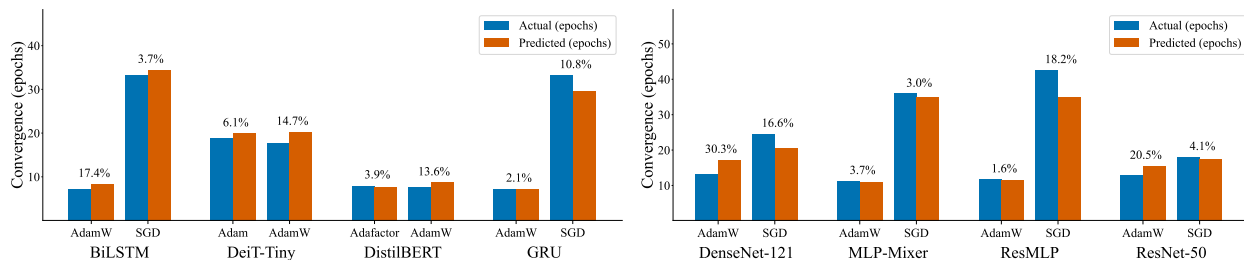 Convergence (epochs)
40
30
20
10
Actual (epochs)
Predicted (epochs)
17.4%
3.7%
6.1%
14.7%
3.9%
13.6%
2.1%
10.8%
AdamW SGD Adam AdamW Adafactor AdamW AdamW SGD
BiLSTM DeiT-Tiny DistilBERT GRU
Convergence (epochs)
50
40
30
20
10
Actual (epochs)
Predicted (epochs)
30.3%
16.6%
3.7%
3.0%
1.6%
18.2%
20.5%
4.1%
AdamW SGD AdamW SGD AdamW SGD AdamW SGD
DenseNet-121 MLP-Mixer ResMLP ResNet-50